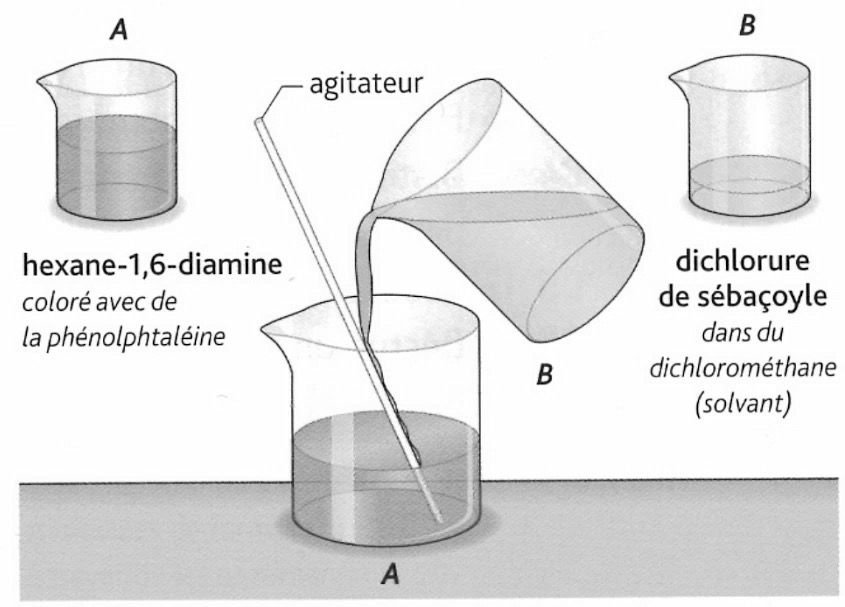 A
B
agitateur
hexane-1,6-diamine
coloré avec de
la phénolphtaléine
dichlorure
de sébaçoyle
dans du
dichlorométhane
(solvant)
B
A